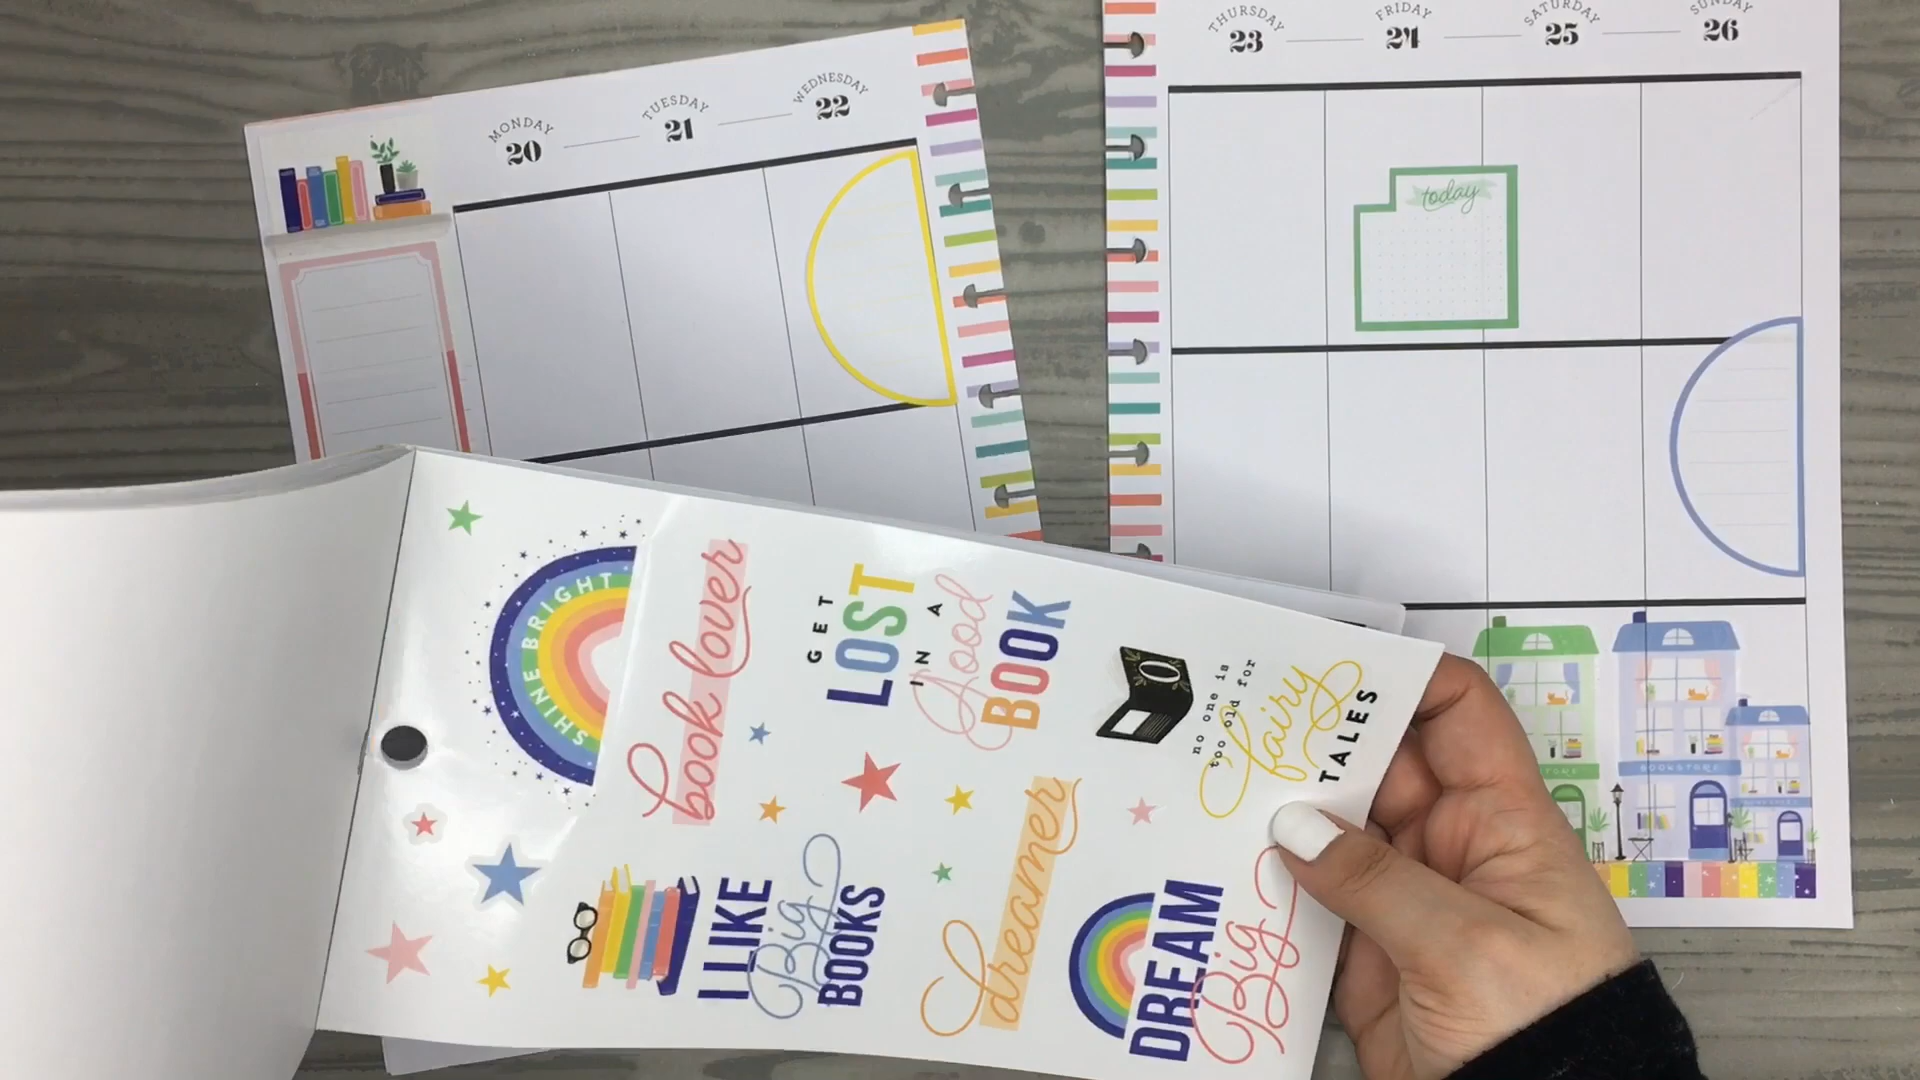 MONDAY
20
TUESDAY
21
WEDNESDAY
22
THURSDAY
23
FRIDAY
24
SATURDAY
25
SUNDAY
26
today
SHINE BRIGHT
book lover
GET
LOST
IN A
good
BOOK
no one is
too old for
fairy
TALES
I LIKE
Big
BOOKS
dreamer
DREAM
Big
STORE
BOOKSTORE